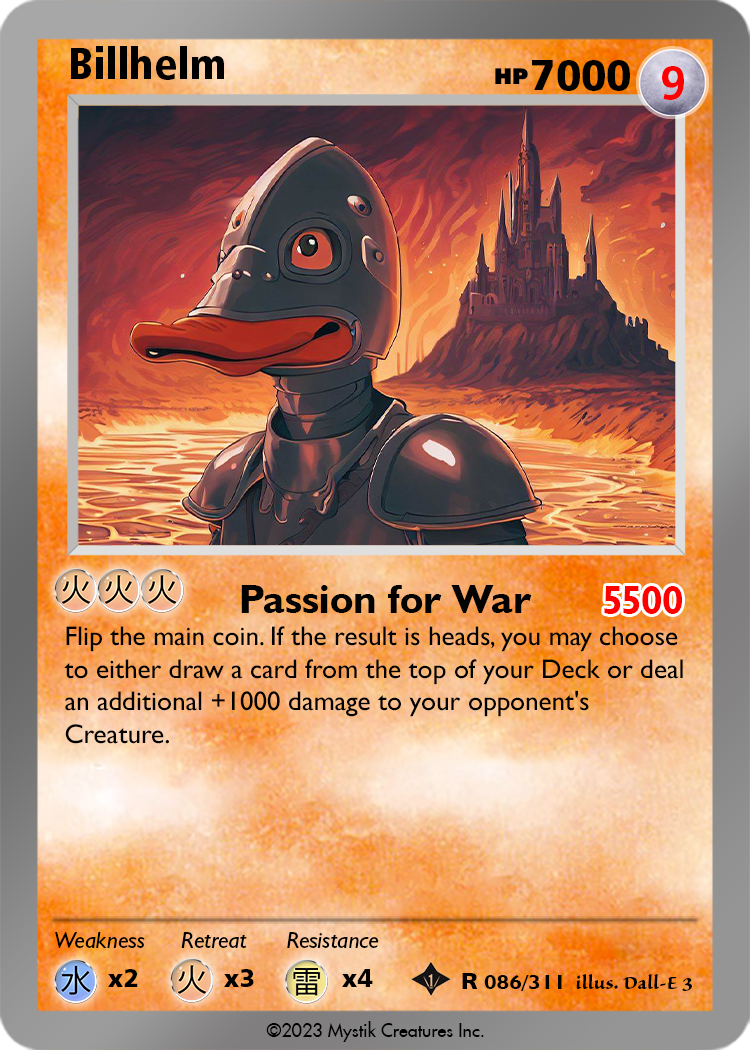 Billhelm
HP 7000 9
火 火 火 Passion for War 5500
Flip the main coin. If the result is heads, you may choose
to either draw a card from the top of your Deck or deal
an additional +1000 damage to your opponent's
Creature.
Weakness Retreat Resistance
水 x2 火 x3 雷 x4 1 R 086/311 illus. Dall-E 3
©2023 Mystik Creatures Inc.